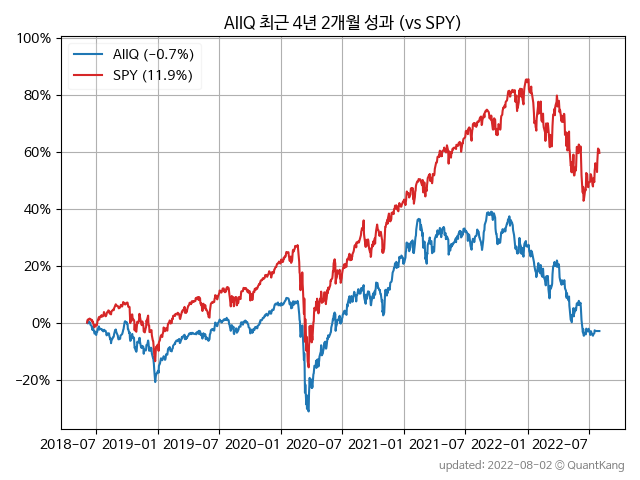 AIIQ 최근 4년 2개월 성과 (vs SPY)
AIIQ (−0.7%)
SPY (11.9%)
100%
80%
60%
40%
20%
0%
−20%
2018-07 2019-01 2019-07 2020-01 2020-07 2021-01 2021-07 2022-01 2022-07
updated: 2022-08-02 © QuantKang